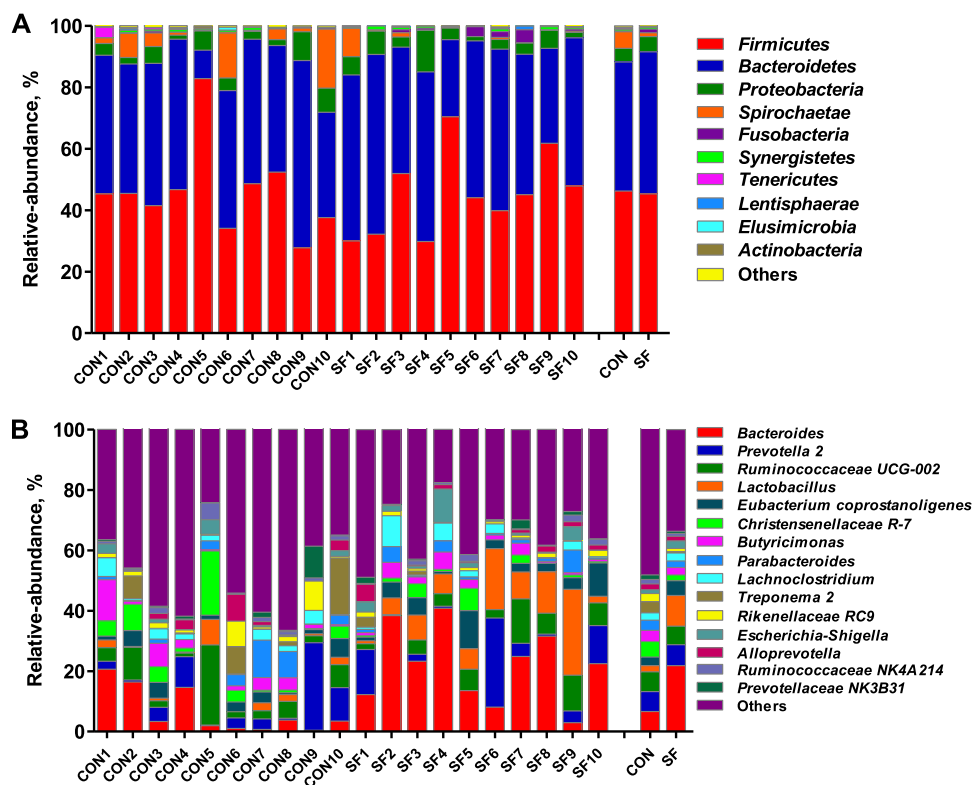 A
Relative-abundance, %
100
80
60
40
20
0
CON1
CON2
CON3
CON4
CON5
CON6
CON7
CON8
CON9
CON10
SF1
SF2
SF3
SF4
SF5
SF6
SF7
SF8
SF9
SF10
CON
SF
Firmicutes
Bacteroidetes
Proteobacteria
Spirochaetae
Fusobacteria
Synergistetes
Tenericutes
Lentisphaerae
Elusimicrobia
Actinobacteria
Others
B
Relative-abundance, %
100
80
60
40
20
0
CON1
CON2
CON3
CON4
CON5
CON6
CON7
CON8
CON9
CON10
SF1
SF2
SF3
SF4
SF5
SF6
SF7
SF8
SF9
SF10
CON
SF
Bacteroides
Prevotella 2
Ruminococcaceae UCG-002
Lactobacillus
Eubacterium coprostanoligenes
Christensenellaceae R-7
Butyricimonas
Parabacteroides
Lachnoclostridium
Treponema 2
Rikenellaceae RC9
Escherichia-Shigella
Alloprevotella
Ruminococcaceae NK4A214
Prevotellaceae NK3B31
Others